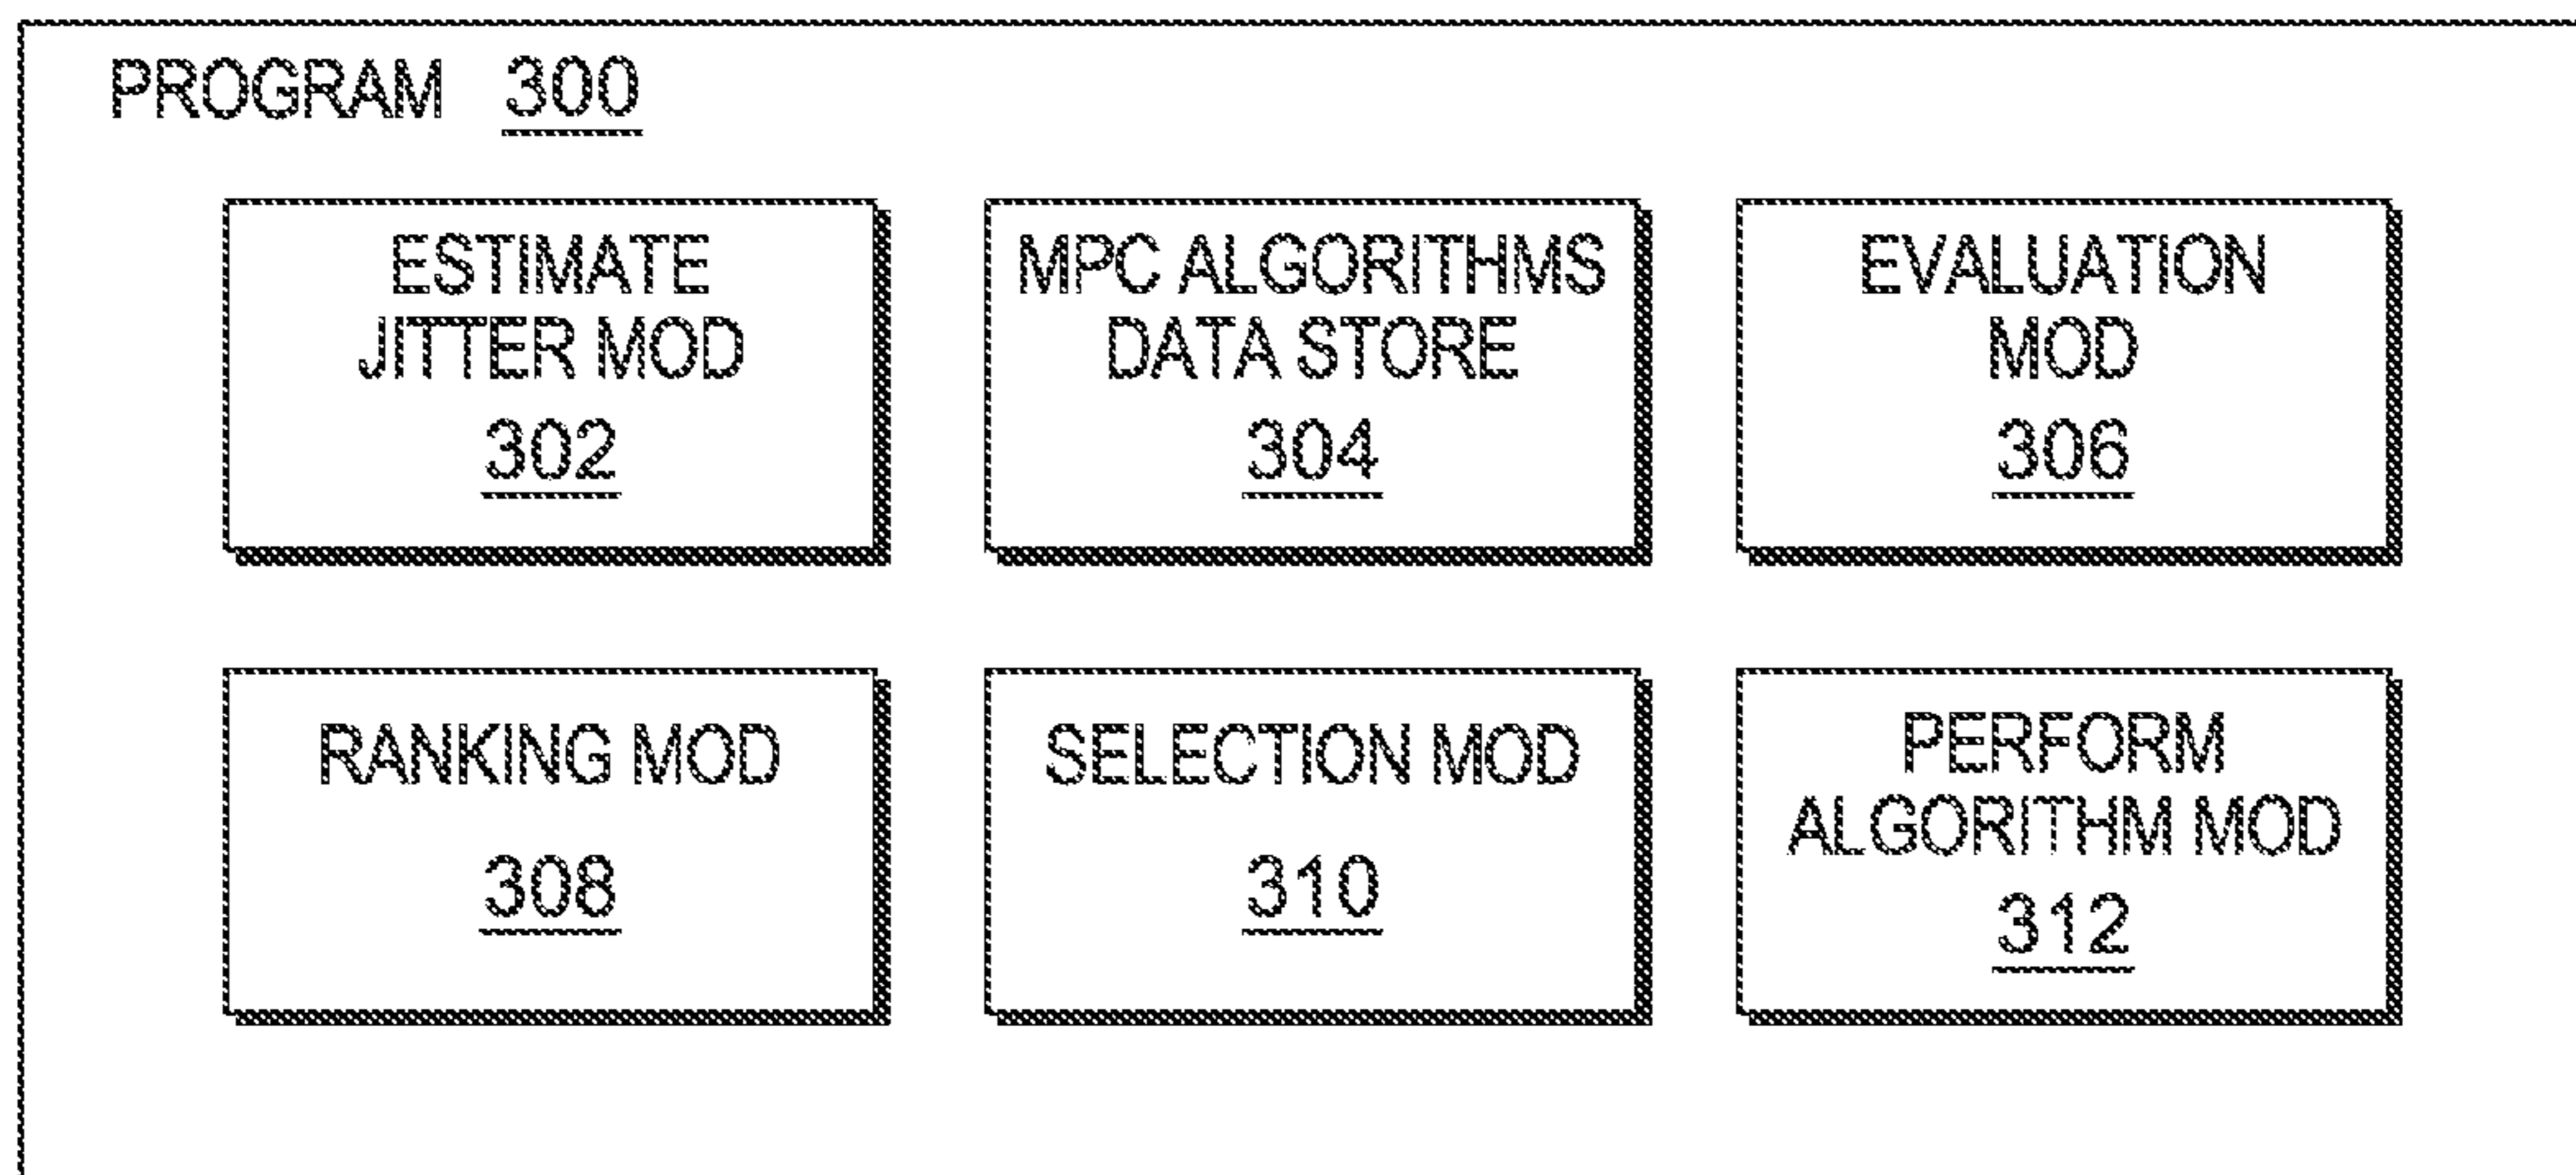 PROGRAM 300
ESTIMATE
JITTER MOD
302
MPC ALGORITHMS
DATA STORE
304
EVALUATION
MOD
306
RANKING MOD
308
SELECTION MOD
310
PERFORM
ALGORITHM MOD
312